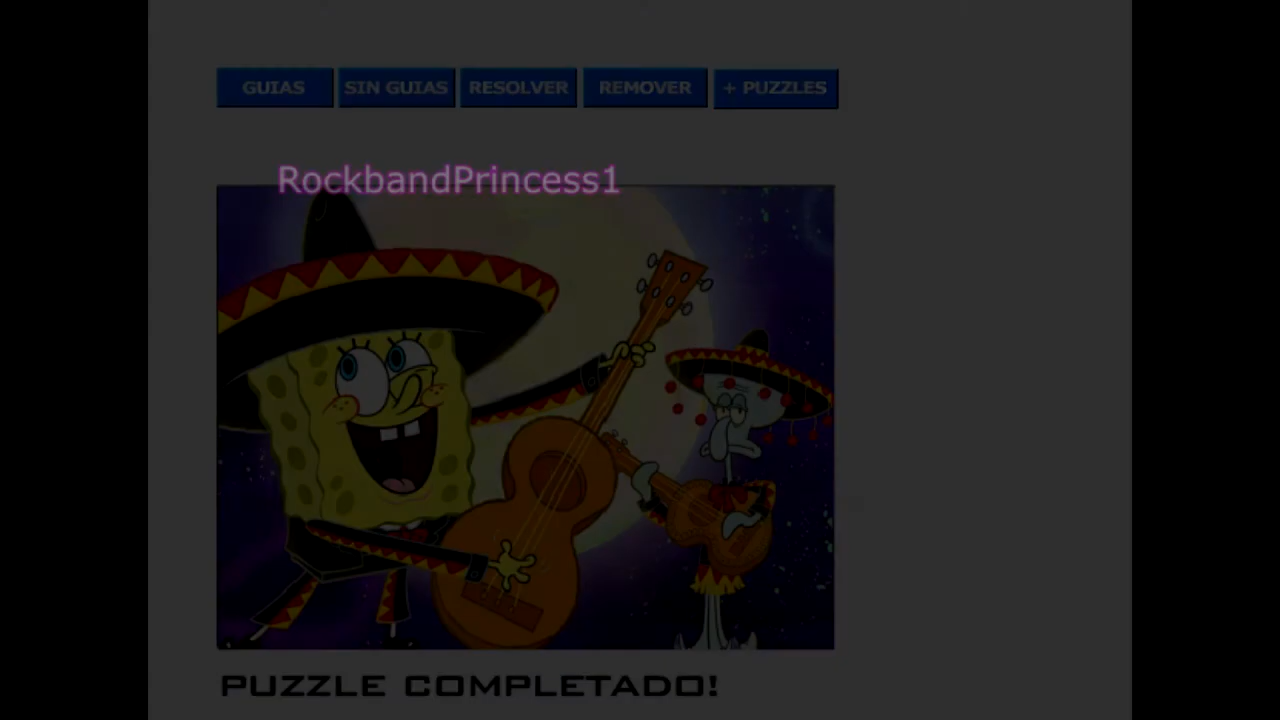 GUIAS
SIN GUIAS
RESOLVER
REMOVER
+ PUZZLES
RockbandPrincess1
PUZZLE COMPLETADO!